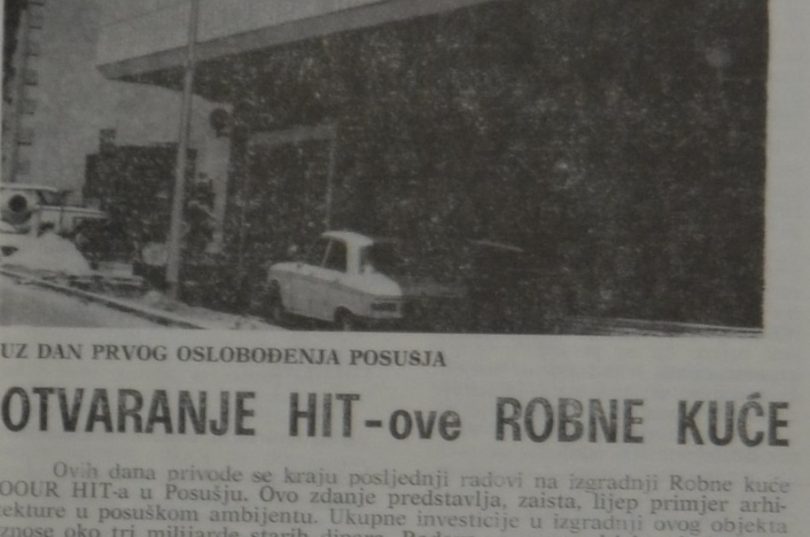 UZ DAN PRVOG OSLOBOĐENJA POSUŠJA
OTVARANJE HIT-ove ROBNE KUĆE
Ovih dana privode se kraju posljednji radovi na izgradnji Robne kuće
OOUR HIT-a u Posušju. Ovo zdanje predstavlja, zaista, lijep primjer arhi-
tekture u posuškom ambijentu. Ukupne investicije u izgradnji ovog objekta
znose oko tri milijarde starih dinara.